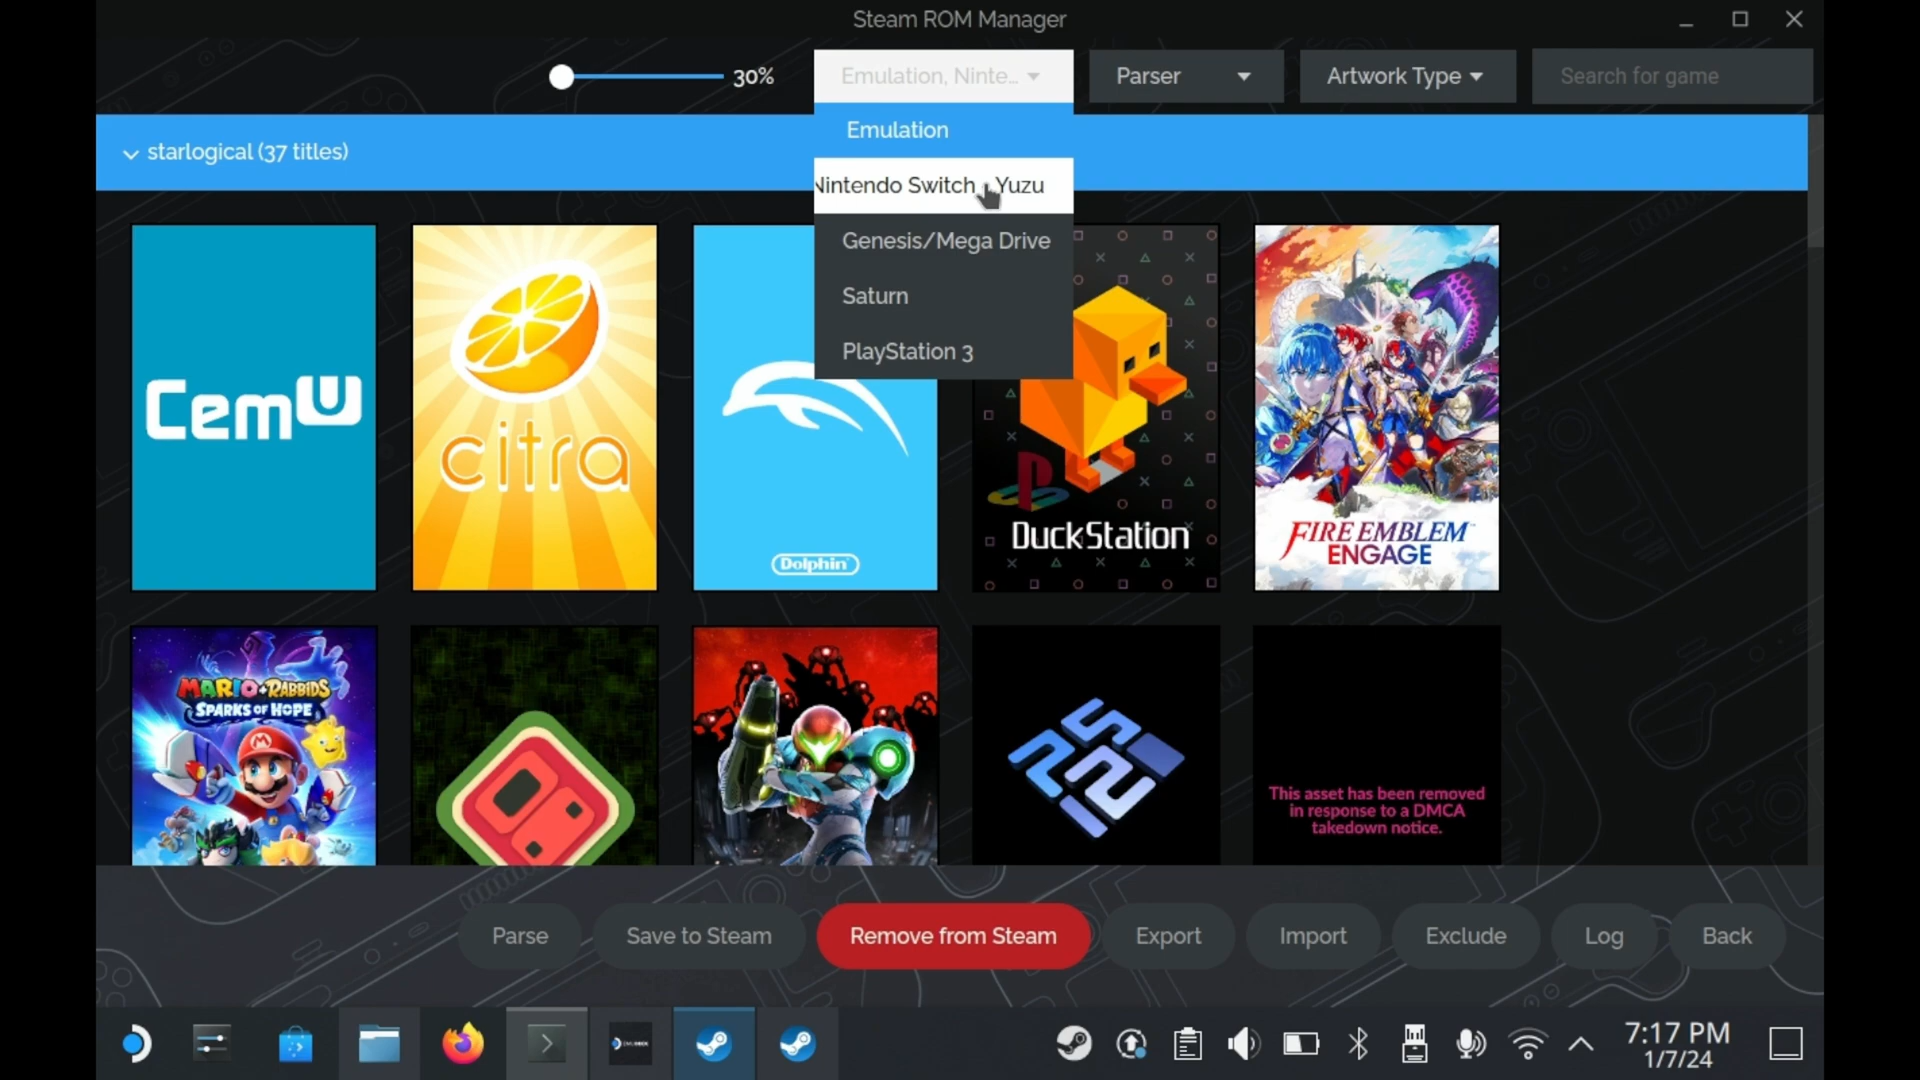 Steam ROM Manager
30%
Emulation, Ninte...
Parser
Artwork Type
Search for game
Emulation
Nintendo Switch - Yuzu
Genesis/Mega Drive
Saturn
PlayStation 3
starlogical (37 titles)
Cemu
citra
Dolphin
DuckStation
FIRE EMBLEM
ENGAGE
MARIO + RABBIDS
SPARKS OF HOPE
This asset has been removed
in response to a DMCA
takedown notice.
Parse
Save to Steam
Remove from Steam
Export
Import
Exclude
Log
Back
7:17 PM
1/7/24